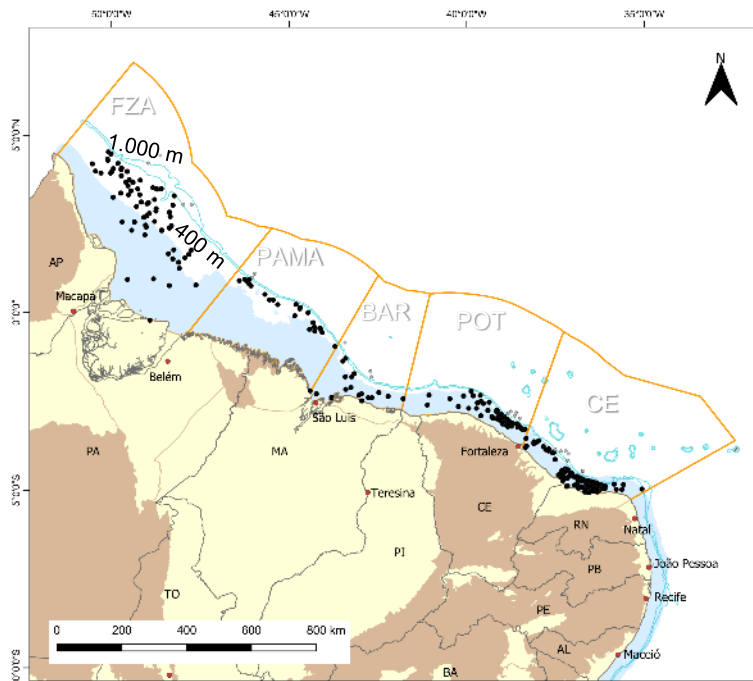 50°0'0"W 45°0'0"W 40°0'0"W 35°0'0"W
N
FZA
5°0'0"N
1.000 m
400 m
PAMA
AP
Macapá
0°0'0"
BAR
POT
Belém
CE
São Luis
PA
MA
Fortaleza
5°0'0"S
Teresina
CE
RN
Natal
PI
João Pessoa
PB
TO
Recife
PE
0 200 400 600 800 km
AL
Maceió
BA